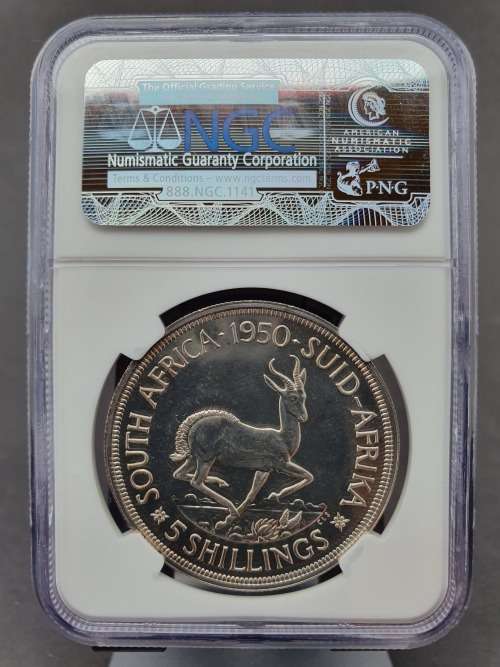 The Official Grading Service
NGC
Numismatic Guaranty Corporation
Terms & Conditions – www.ngcterms.com
888.NGC.1141
AMERICAN
NUMISMATIC
ASSOCIATION
PNG
SOUTH AFRICA · 1950 · SUID-AFRIKA
5 SHILLINGS